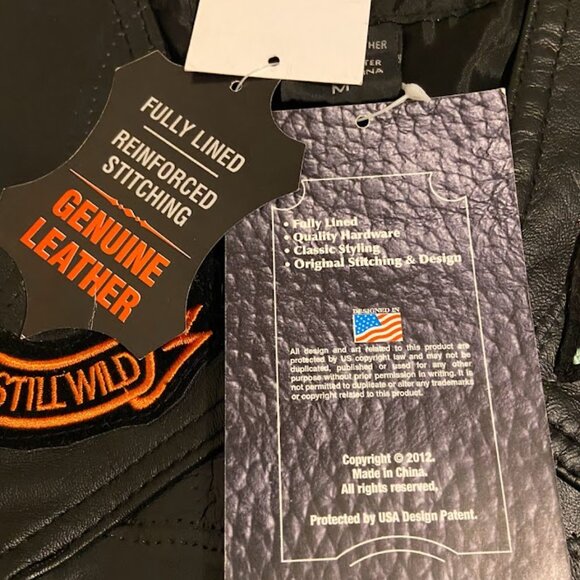 HER
M
FULLY LINED
REINFORCED
STITCHING
GENUINE
LEATHER
STILL WILD
• Fully Lined
• Quality Hardware
• Classic Styling
• Original Stitching & Design
DESIGNED IN
All design and art related to this product are
protected by US copyright law and may not be
duplicated, published or used for any other
purpose without prior permission in writing. It is
not permitted to duplicate or alter any trademarks
or copyright related to this product.
Copyright © 2012.
Made in China.
All rights reserved,
Protected by USA Design Patent.